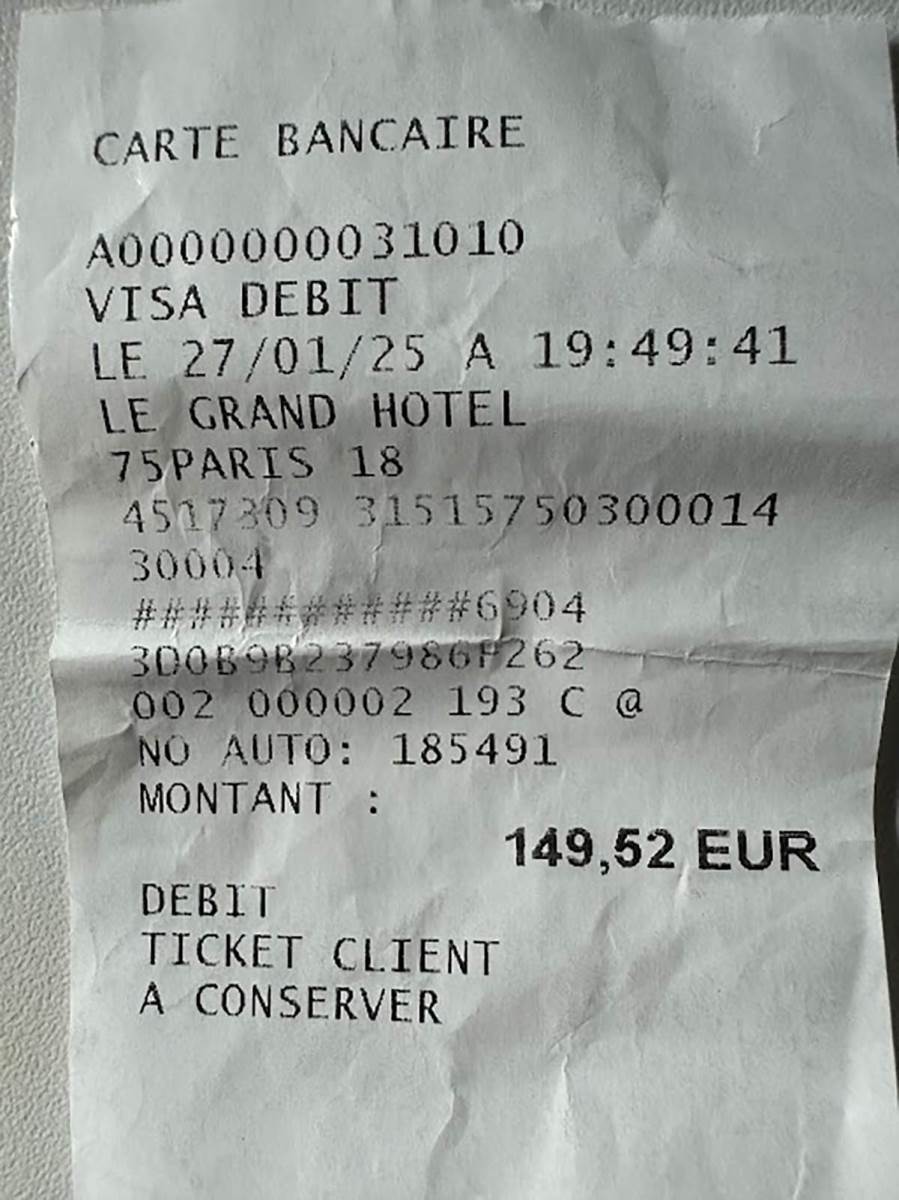 CARTE BANCAIRE
A0000000031010
VISA DEBIT
LE 27/01/25 A 19:49:41
LE GRAND HOTEL
75PARIS 18
4517309 31515750300014
30004
############6904
3D0B9B237986F262
002 000002 193 C @
NO AUTO: 185491
MONTANT :
149,52 EUR
DEBIT
TICKET CLIENT
A CONSERVER